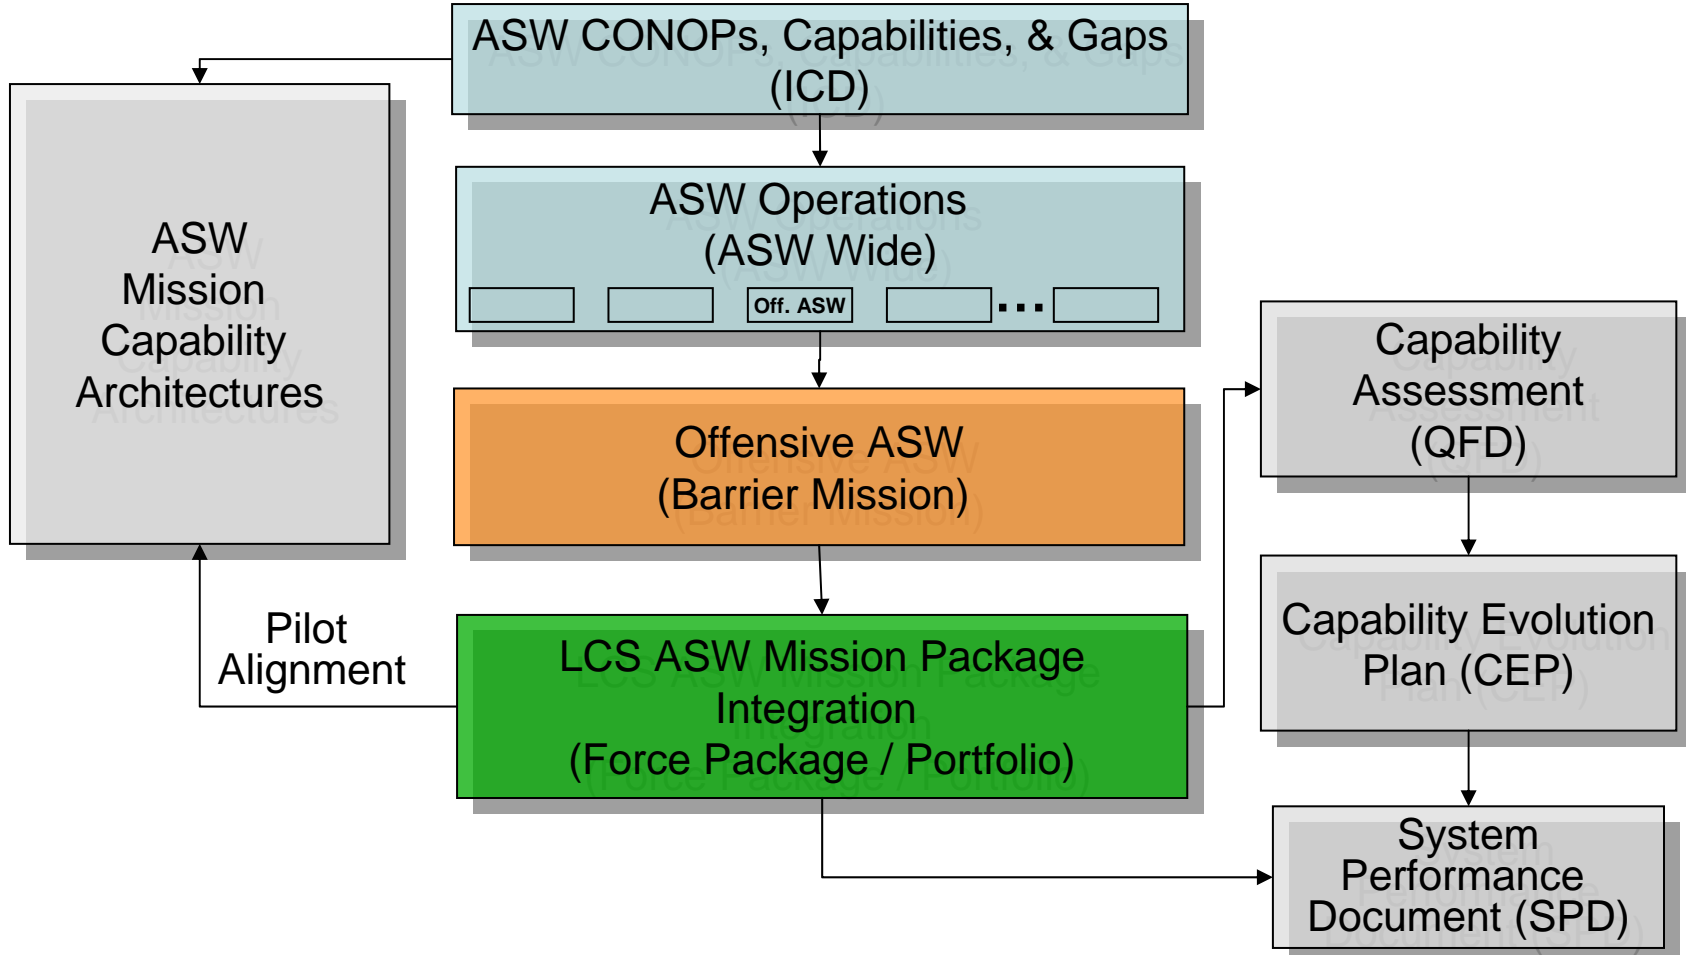 ASW CONOPs, Capabilities, & Gaps
(ICD)
ASW
Mission
Capability
Architectures
ASW Operations
(ASW Wide)
Off. ASW
...
Offensive ASW
(Barrier Mission)
Pilot
Alignment
LCS ASW Mission Package
Integration
(Force Package / Portfolio)
Capability
Assessment
(QFD)
Capability Evolution
Plan (CEP)
System
Performance
Document (SPD)